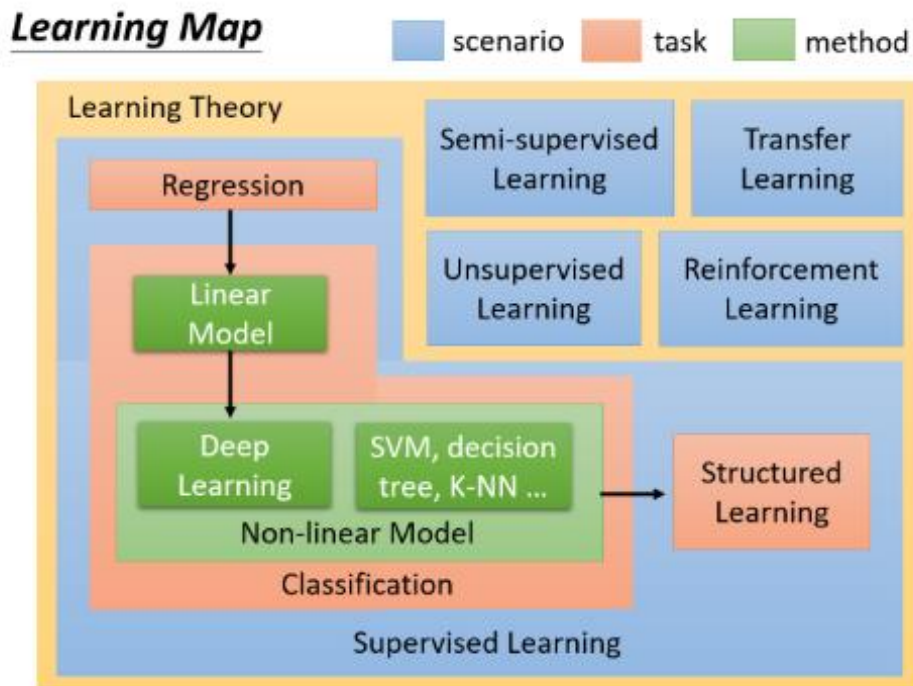 Learning Map
scenario
task
method
Learning Theory
Regression
Linear
Model
Deep
Learning
SVM, decision
tree, K-NN ...
Non-linear Model
Classification
Supervised Learning
Structured
Learning
Semi-supervised
Learning
Transfer
Learning
Unsupervised
Learning
Reinforcement
Learning